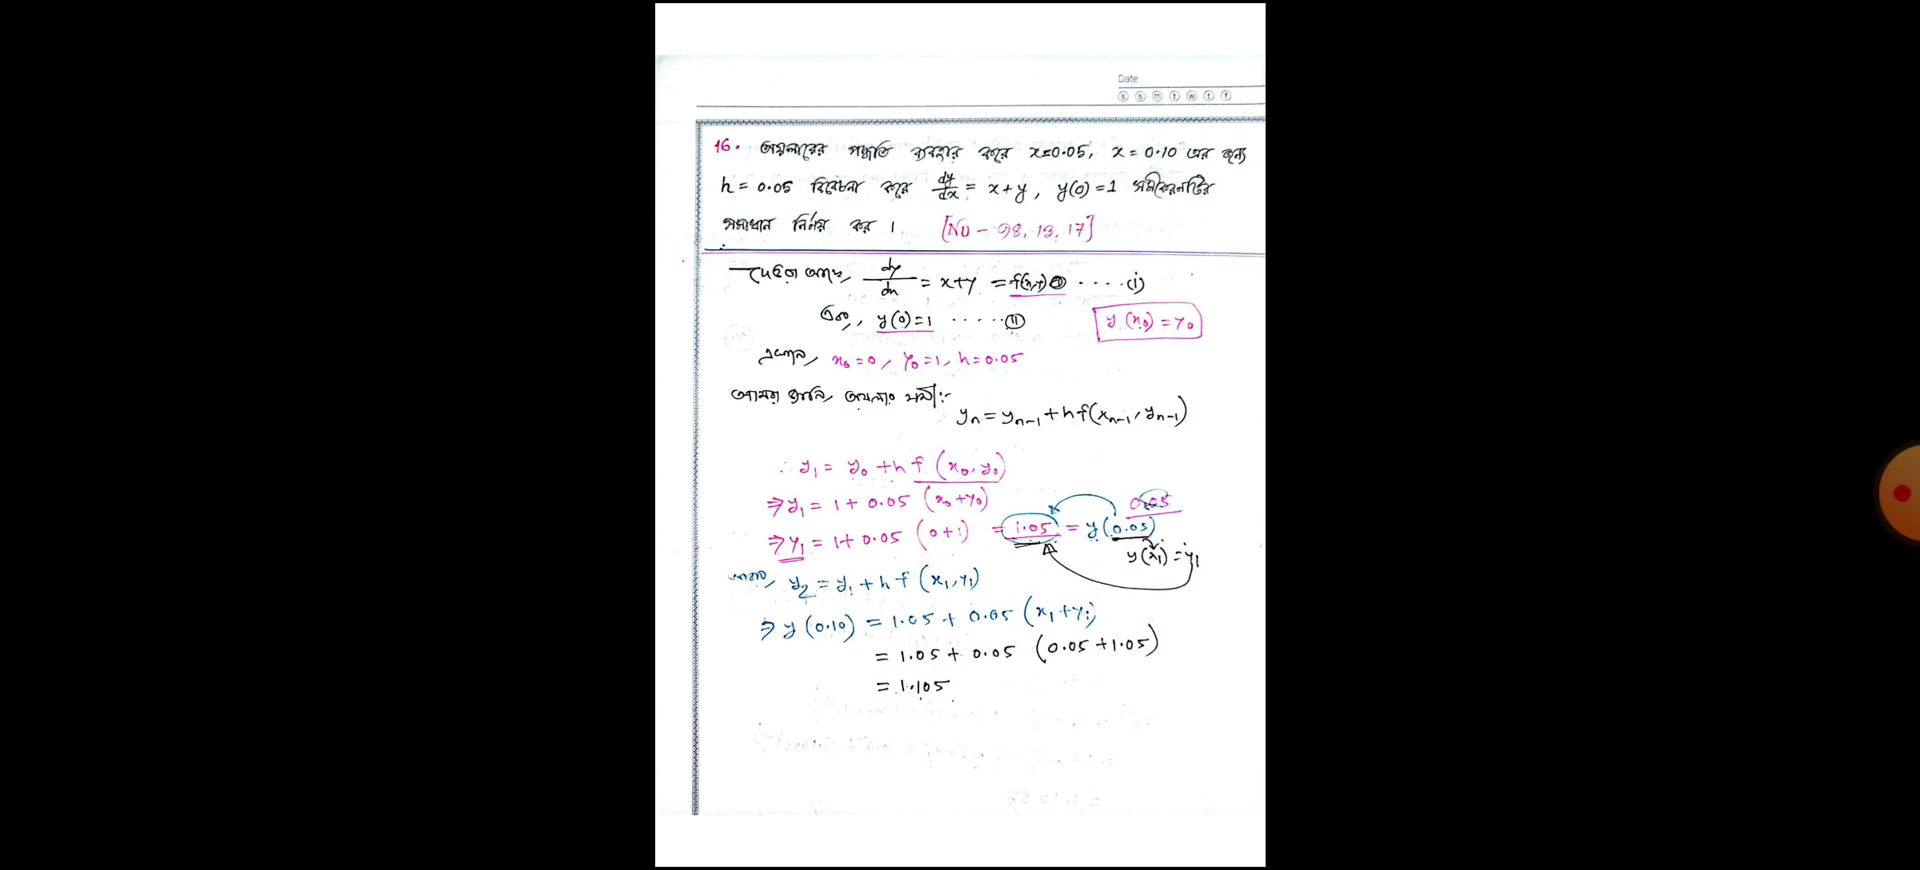 Date
S S M T W T F
16. অয়লারের পদ্ধতি ব্যবহার করে x=0.05, x = 0.10 এর জন্য
h = 0.05 বিবেচনা করে dy/dx = x + y, y(0) = 1 সমীকরণটির
সমাধান নির্ণয় কর। [NU - 98, 13, 17]
দেওয়া আছে, dy/dx = x+y = f(x,y) .....(i)
এবং, y(0)=1 ......(ii) y(x₀) = y₀
এখানে, x₀=0, y₀=1, h=0.05
আমরা জানি, অয়লার পদ্ধতি:-
yₙ = yₙ₋₁ + h f(xₙ₋₁, yₙ₋₁)
∴ y₁ = y₀ + h f (x₀, y₀)
⇒ y₁ = 1 + 0.05 (x₀+y₀) 0.05
⇒ y₁ = 1 + 0.05 (0+1) = 1.05 = y(0.05)
y(x₁) = y₁
আবার, y₂ = y₁ + h f (x₁, y₁)
⇒ y(0.10) = 1.05 + 0.05 (x₁+y₁)
= 1.05 + 0.05 (0.05 + 1.05)
= 1.105